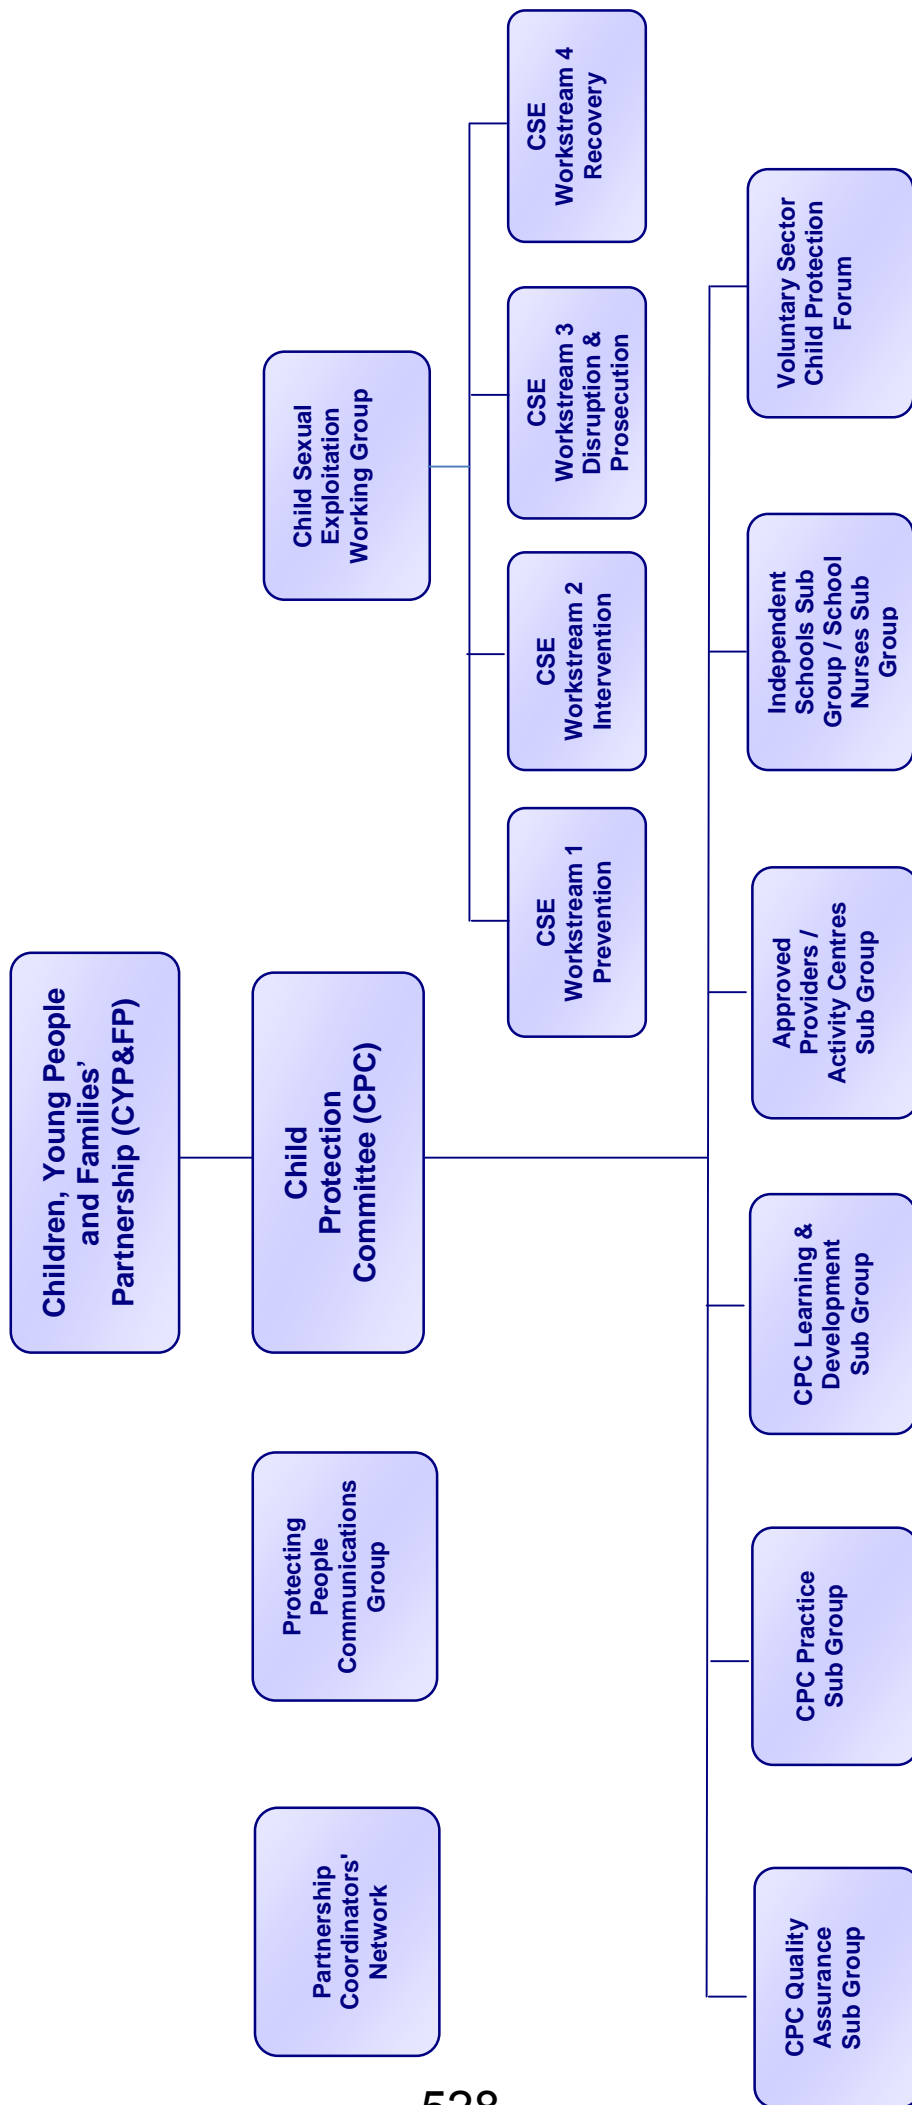 Children, Young People
and Families’
Partnership (CYP&FP)
Partnership
Coordinators'
Network
Protecting
People
Communications
Group
Child
Protection
Committee (CPC)
Child Sexual
Exploitation
Working Group
CSE
Workstream 1
Prevention
CSE
Workstream 2
Intervention
CSE
Workstream 3
Disruption &
Prosecution
CSE
Workstream 4
Recovery
CPC Quality
Assurance
Sub Group
CPC Practice
Sub Group
CPC Learning &
Development
Sub Group
Approved
Providers /
Activity Centres
Sub Group
Independent
Schools Sub
Group / School
Nurses Sub
Group
Voluntary Sector
Child Protection
Forum
528